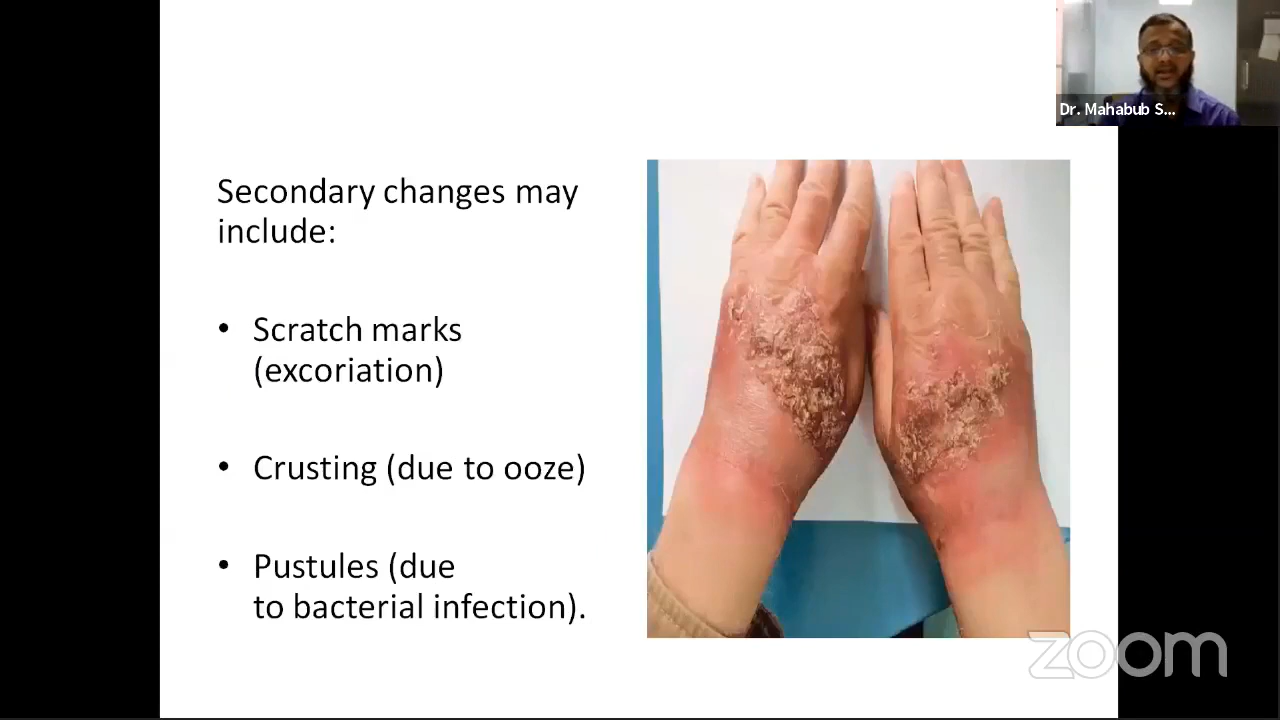 Dr. Mahabub S...
Secondary changes may
include:
• Scratch marks
(excoriation)
• Crusting (due to ooze)
• Pustules (due
to bacterial infection).
zoom